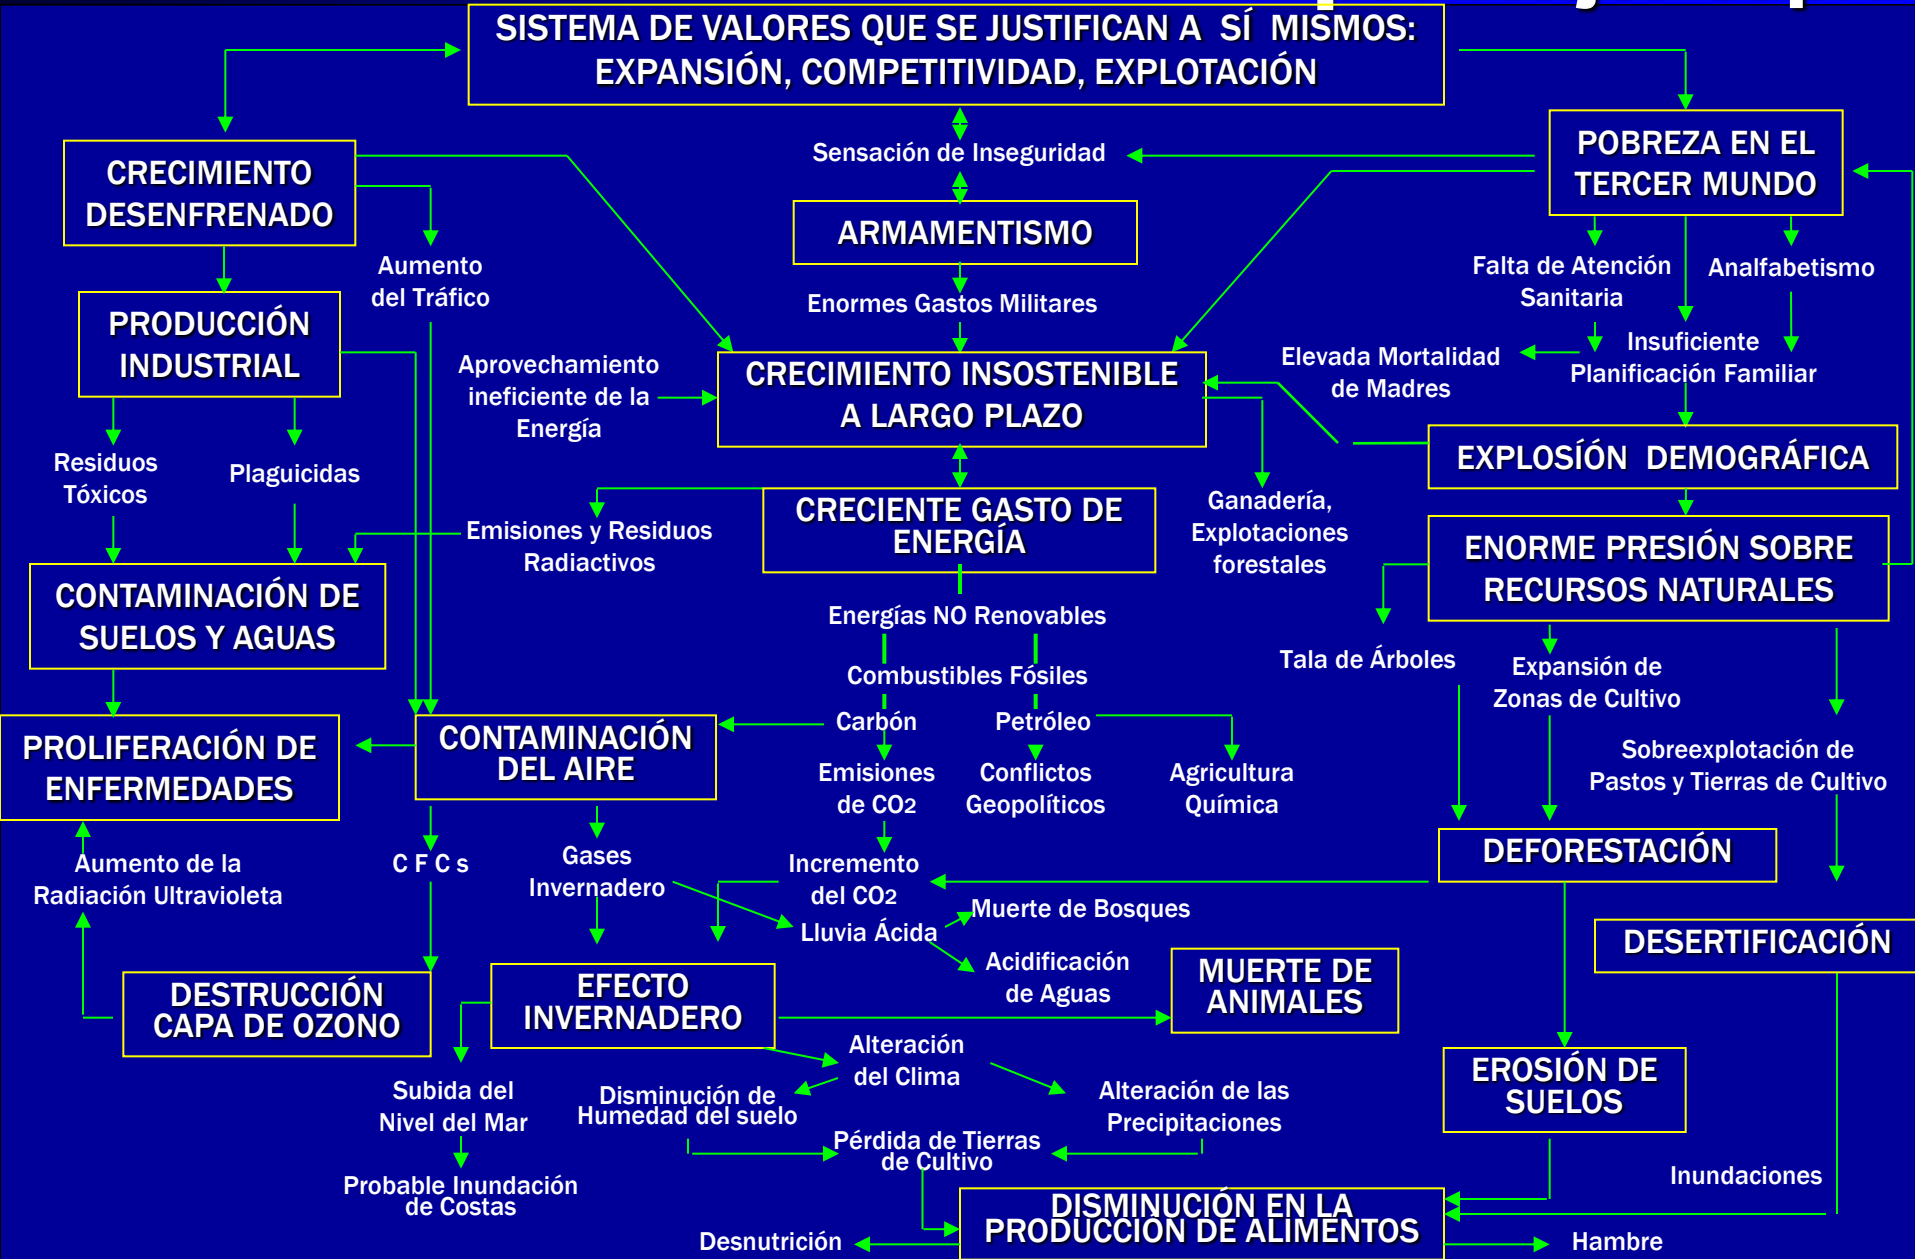 SISTEMA DE VALORES QUE SE JUSTIFICAN A SÍ MISMOS:
EXPANSIÓN, COMPETITIVIDAD, EXPLOTACIÓN
CRECIMIENTO
DESENFRENADO
Sensación de Inseguridad
POBREZA EN EL
TERCER MUNDO
ARMAMENTISMO
Aumento
del Tráfico
Enormes Gastos Militares
Falta de Atención
Sanitaria
Analfabetismo
PRODUCCIÓN
INDUSTRIAL
Aprovechamiento
ineficiente de la
Energía
CRECIMIENTO INSOSTENIBLE
A LARGO PLAZO
Elevada Mortalidad
de Madres
Insuficiente
Planificación Familiar
EXPLOSÍÓN DEMOGRÁFICA
Residuos
Tóxicos
Plaguicidas
Emisiones y Residuos
Radiactivos
CRECIENTE GASTO DE
ENERGÍA
Ganadería,
Explotaciones
forestales
ENORME PRESIÓN SOBRE
RECURSOS NATURALES
CONTAMINACIÓN DE
SUELOS Y AGUAS
Energías NO Renovables
Combustibles Fósiles
Tala de Árboles
Expansión de
Zonas de Cultivo
PROLIFERACIÓN DE
ENFERMEDADES
CONTAMINACIÓN
DEL AIRE
Carbón
Petróleo
Sobreexplotación de
Pastos y Tierras de Cultivo
Emisiones
de CO2
Conflictos
Geopolíticos
Agricultura
Química
DEFORESTACIÓN
Aumento de la
Radiación Ultravioleta
C F C s
Gases
Invernadero
Incremento
del CO2
Muerte de Bosques
Lluvia Ácida
DESERTIFICACIÓN
Acidificación
de Aguas
MUERTE DE
ANIMALES
DESTRUCCIÓN
CAPA DE OZONO
EFECTO
INVERNADERO
Alteración
del Clima
EROSIÓN DE
SUELOS
Subida del
Nivel del Mar
Disminución de
Humedad del suelo
Alteración de las
Precipitaciones
Pérdida de Tierras
de Cultivo
Inundaciones
Probable Inundación
de Costas
DISMINUCIÓN EN LA
PRODUCCIÓN DE ALIMENTOS
Desnutrición
Hambre